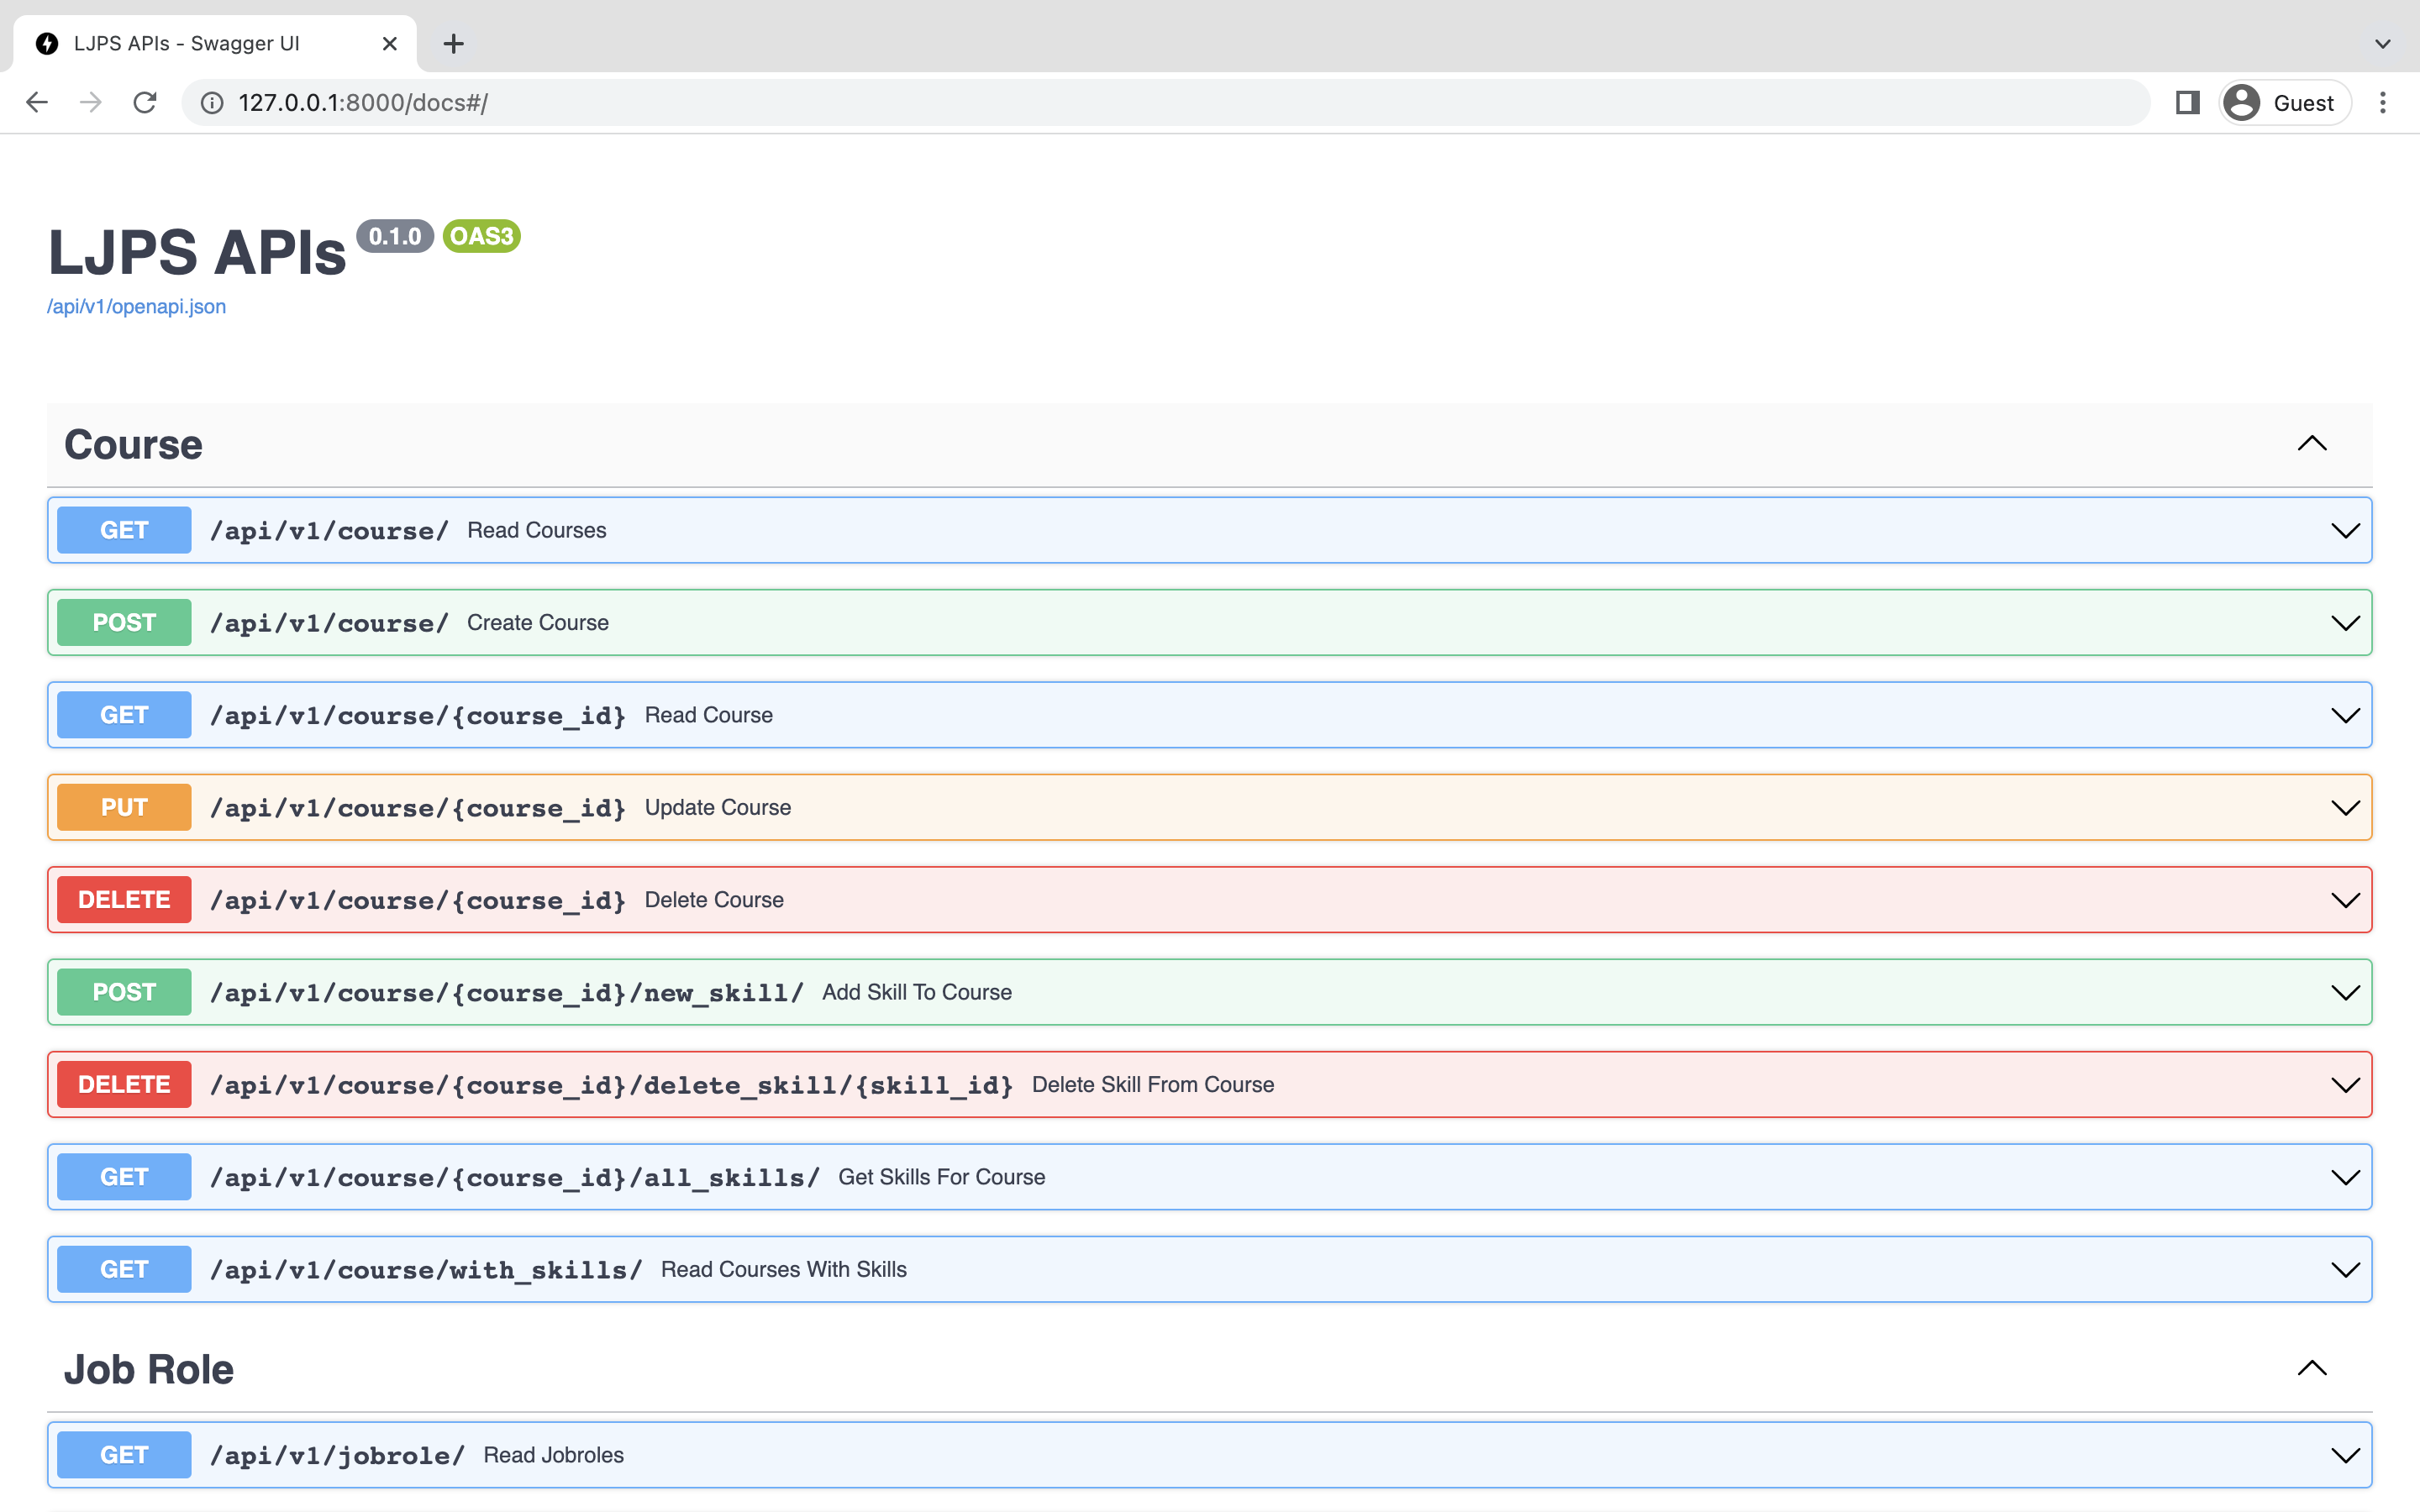 LJPS APIs - Swagger UI
127.0.0.1:8000/docs#/
Guest
LJPS APIs 0.1.0 OAS3
/api/v1/openapi.json
Course
GET /api/v1/course/ Read Courses
POST /api/v1/course/ Create Course
GET /api/v1/course/{course_id} Read Course
PUT /api/v1/course/{course_id} Update Course
DELETE /api/v1/course/{course_id} Delete Course
POST /api/v1/course/{course_id}/new_skill/ Add Skill To Course
DELETE /api/v1/course/{course_id}/delete_skill/{skill_id} Delete Skill From Course
GET /api/v1/course/{course_id}/all_skills/ Get Skills For Course
GET /api/v1/course/with_skills/ Read Courses With Skills
Job Role
GET /api/v1/jobrole/ Read Jobroles